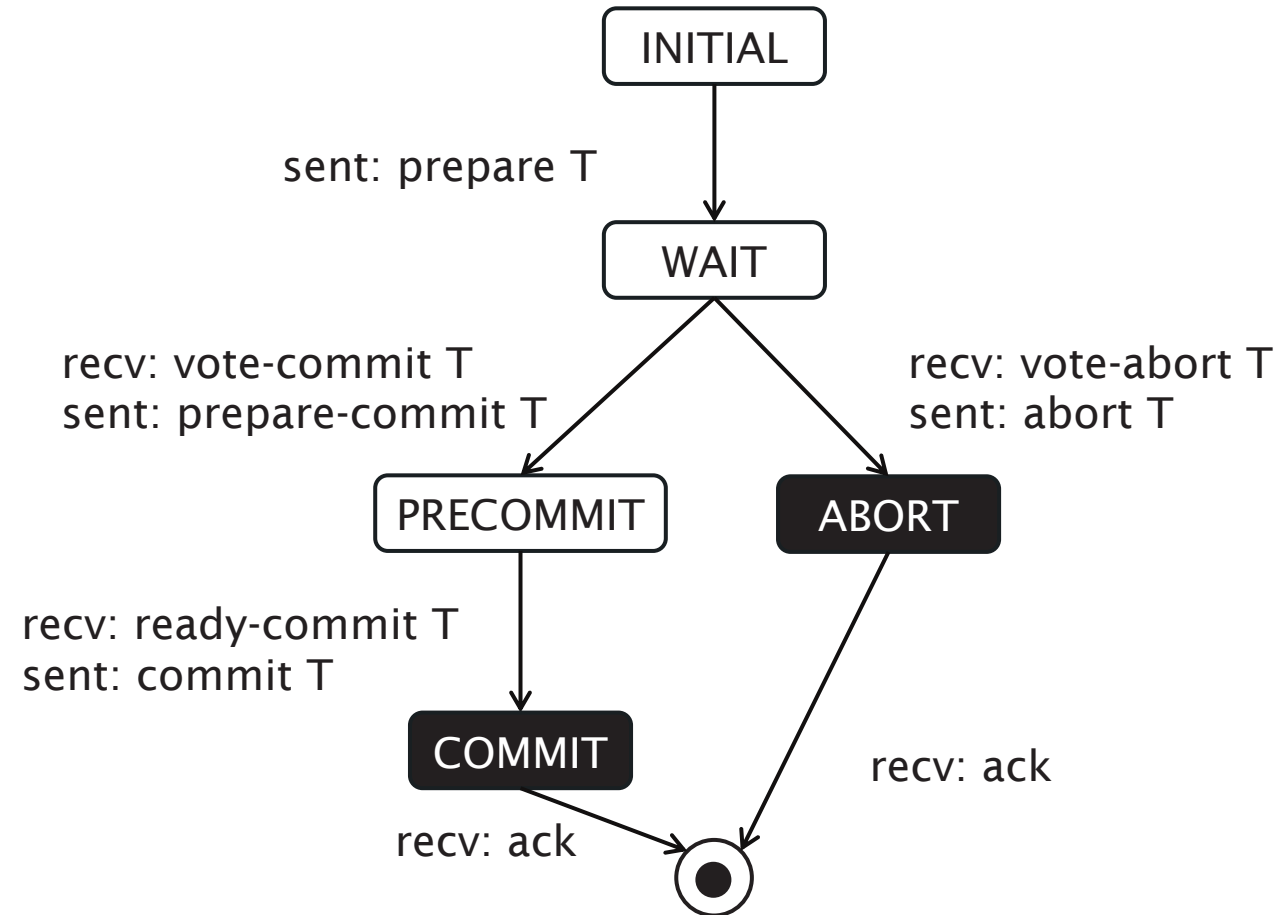 INITIAL
sent: prepare T
WAIT
recv: vote-commit T
sent: prepare-commit T
recv: vote-abort T
sent: abort T
PRECOMMIT
ABORT
recv: ready-commit T
sent: commit T
COMMIT
recv: ack
recv: ack